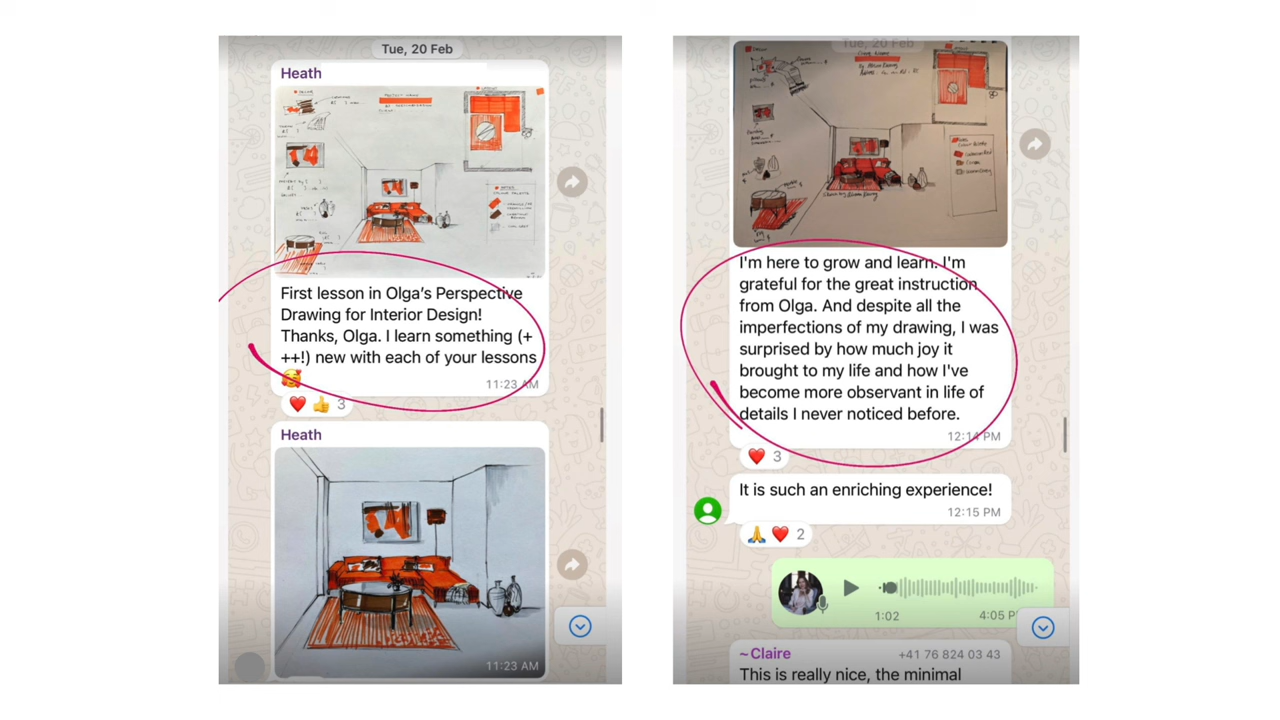 Tue, 20 Feb
Heath
First lesson in Olga's Perspective
Drawing for Interior Design!
Thanks, Olga. I learn something (+
++!) new with each of your lessons
🥰
11:23 AM
❤️ 👍 3
Heath
11:23 AM
Tue, 20 Feb
I'm here to grow and learn. I'm
grateful for the great instruction
from Olga. And despite all the
imperfections of my drawing, I was
surprised by how much joy it
brought to my life and how I've
become more observant in life of
details I never noticed before.
12:14 PM
❤️ 3
It is such an enriching experience!
12:15 PM
🙏 ❤️ 2
1:02
4:05 P
~Claire
+41 76 824 03 43
This is really nice, the minimal